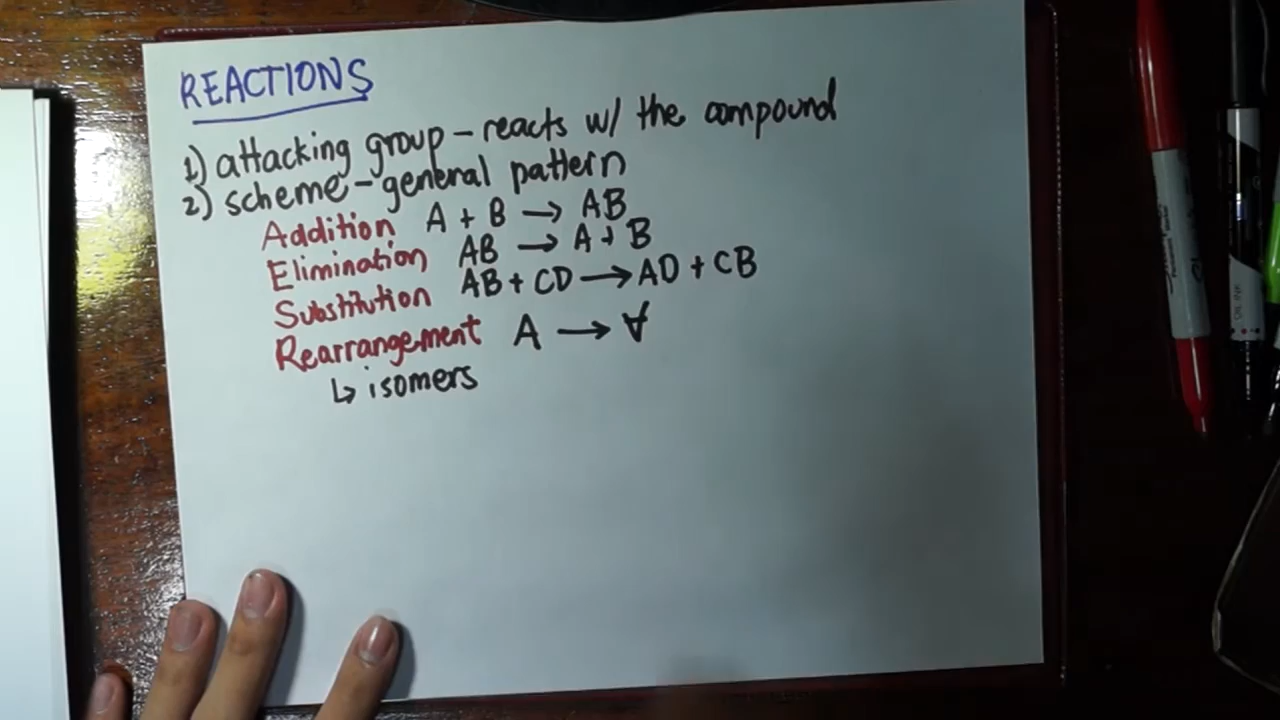 REACTIONS
1) attacking group - reacts w/ the compound
2) scheme - general pattern
Addition A + B → AB
Elimination AB → A + B
Substitution AB + CD → AD + CB
Rearrangement A → ∀
↳ isomers